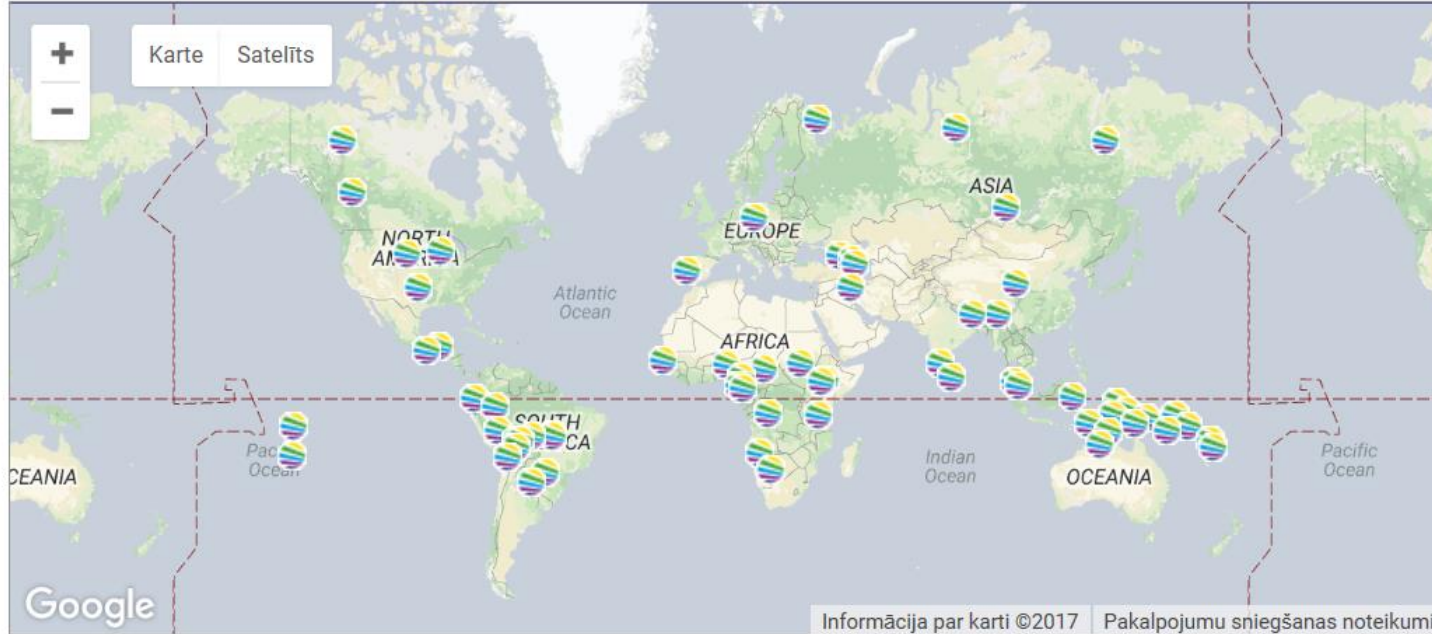 +
Karte Satelīts
−
ASIA
NORTH
AMERICA
EUROPE
Atlantic
Ocean
AFRICA
SOUTH
AMERICA
Pacific
Ocean
CEANIA
Indian
Ocean
OCEANIA
Pacific
Ocean
Google
Informācija par karti ©2017 Pakalpojumu sniegšanas noteikumi